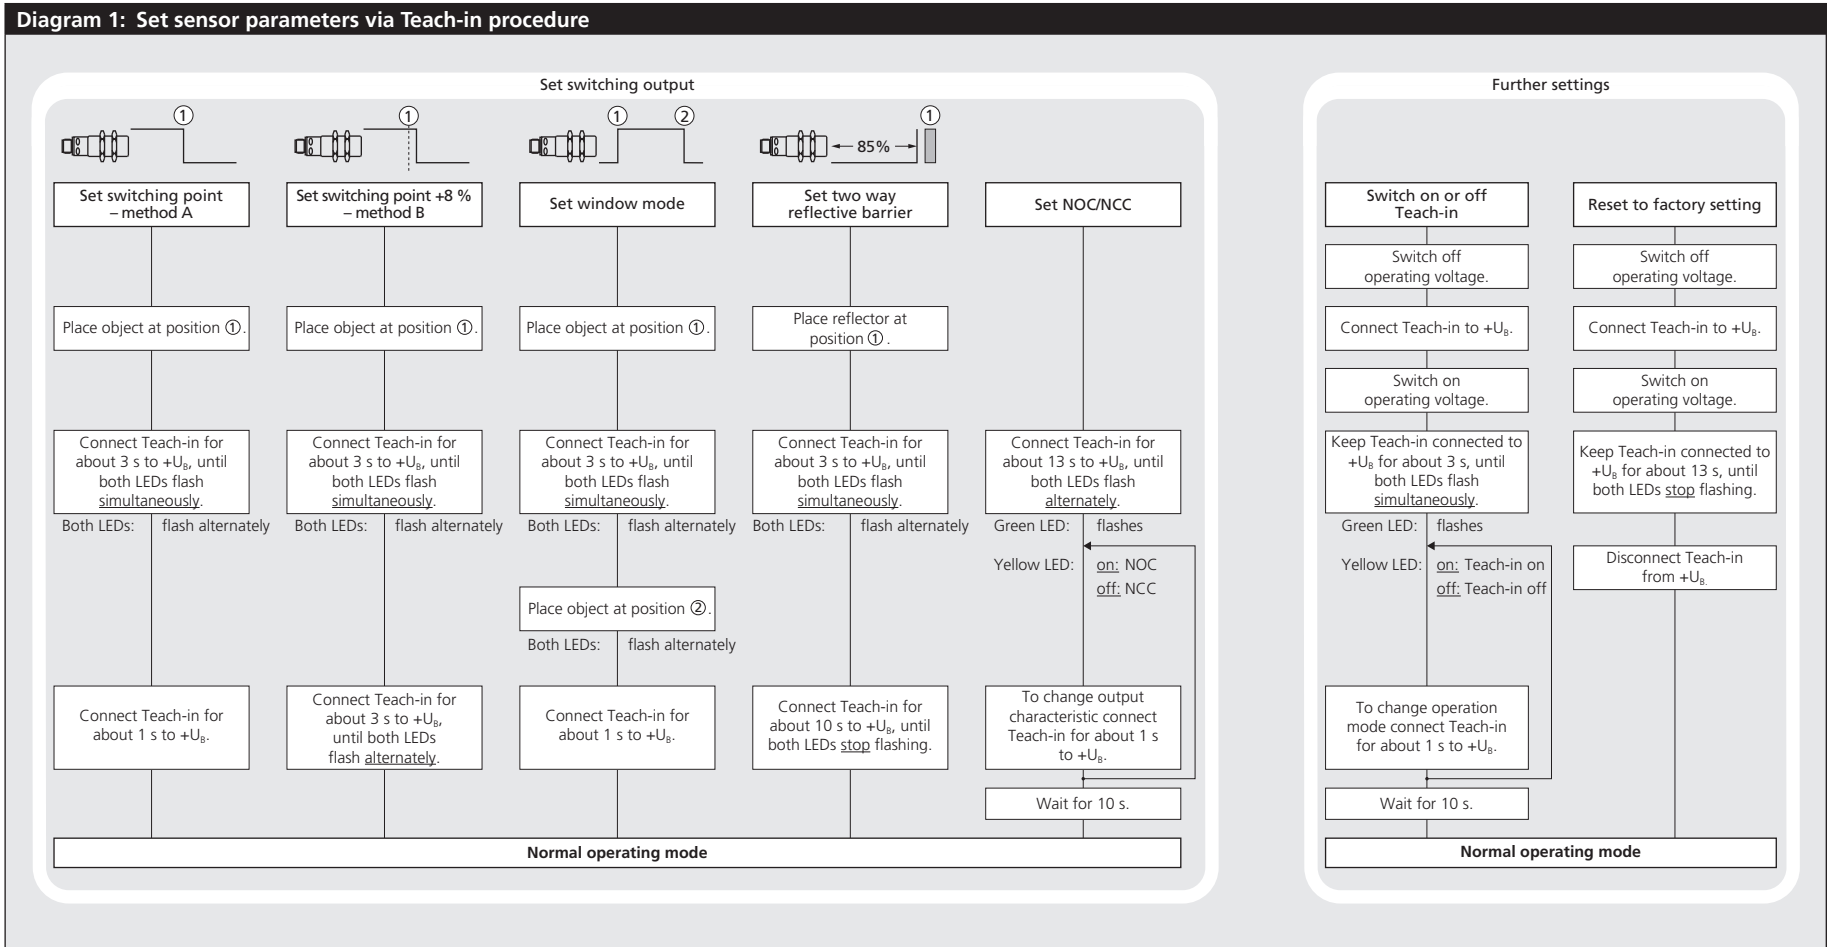 Diagram 1: Set sensor parameters via Teach-in procedure
Set switching output
①
①
①
②
85%
①
Set switching point
– method A
Place object at position ①.
Connect Teach-in for
about 3 s to +UB, until
both LEDs flash
simultaneously.
Both LEDs: flash alternately
Connect Teach-in for
about 1 s to +UB.
Set switching point +8 %
– method B
Place object at position ①.
Connect Teach-in for
about 3 s to +UB, until
both LEDs flash
simultaneously.
Both LEDs: flash alternately
Connect Teach-in for
about 3 s to +UB,
until both LEDs
flash alternately.
Set window mode
Place object at position ①.
Connect Teach-in for
about 3 s to +UB, until
both LEDs flash
simultaneously.
Both LEDs: flash alternately
Place object at position ②.
Both LEDs: flash alternately
Connect Teach-in for
about 1 s to +UB.
Set two way
reflective barrier
Place reflector at
position ① .
Connect Teach-in for
about 3 s to +UB, until
both LEDs flash
simultaneously.
Both LEDs: flash alternately
Connect Teach-in for
about 10 s to +UB, until
both LEDs stop flashing.
Set NOC/NCC
Connect Teach-in for
about 13 s to +UB, until
both LEDs flash
alternately.
Green LED: flashes
Yellow LED: on: NOC
off: NCC
To change output
characteristic connect
Teach-in for about 1 s
to +UB.
Wait for 10 s.
Normal operating mode
Further settings
Switch on or off
Teach-in
Switch off
operating voltage.
Connect Teach-in to +UB.
Switch on
operating voltage.
Keep Teach-in connected to
+UB for about 3 s, until
both LEDs flash
simultaneously.
Green LED: flashes
Yellow LED: on: Teach-in on
off: Teach-in off
To change operation
mode connect Teach-in
for about 1 s to +UB.
Wait for 10 s.
Reset to factory setting
Switch off
operating voltage.
Connect Teach-in to +UB.
Switch on
operating voltage.
Keep Teach-in connected to
+UB for about 13 s, until
both LEDs stop flashing.
Disconnect Teach-in
from +UB.
Normal operating mode